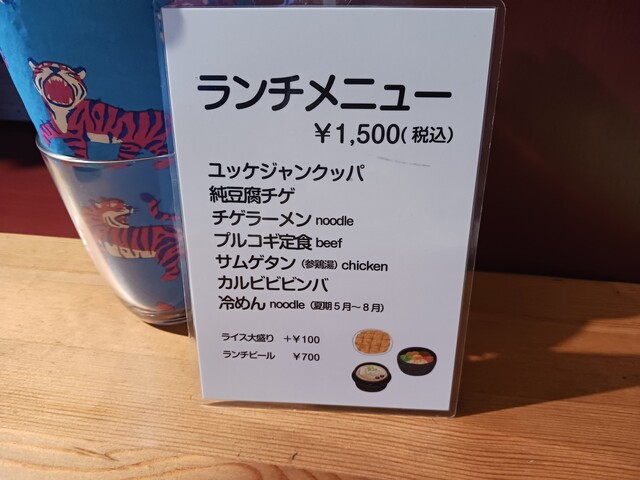 ランチメニュー
￥1,500(税込)
ユッケジャンクッパ
純豆腐チゲ
チゲラーメン noodle
プルコギ定食 beef
サムゲタン（参鶏湯）chicken
カルビビビンバ
冷めん noodle（夏期５月～８月）
ライス大盛り ＋￥100
ランチビール ￥700